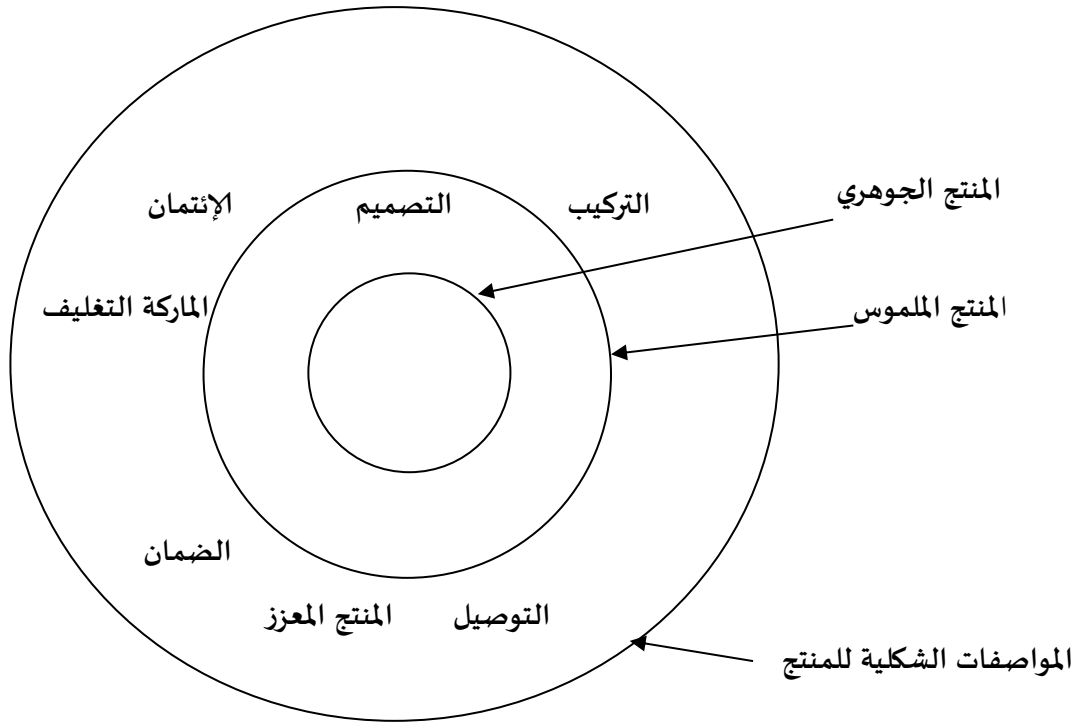 المنتج الجوهري
التركيب
التصميم
الإئتمان
المنتج الملموس
الماركة التغليف
الضمان
التوصيل
المنتج المعزز
المواصفات الشكلية للمنتج